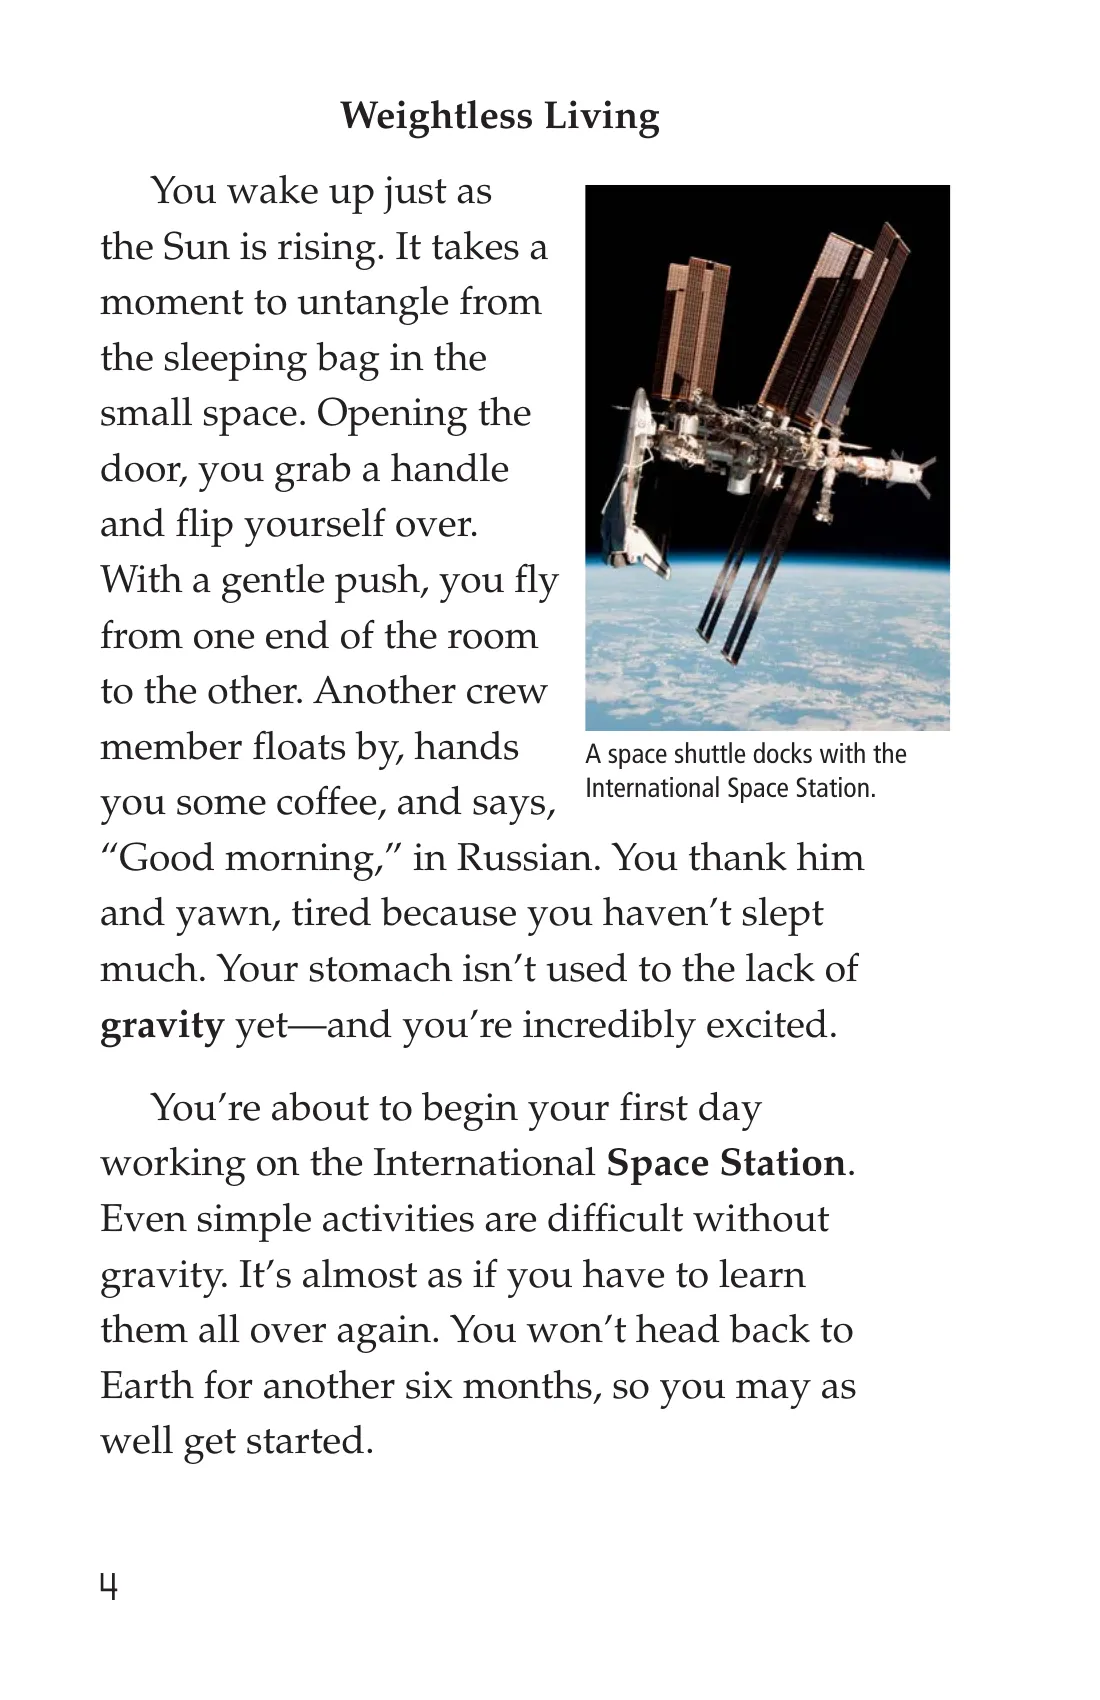 Weightless Living
You wake up just as
the Sun is rising. It takes a
moment to untangle from
the sleeping bag in the
small space. Opening the
door, you grab a handle
and flip yourself over.
With a gentle push, you fly
from one end of the room
to the other. Another crew
member floats by, hands
you some coffee, and says,
“Good morning,” in Russian. You thank him
and yawn, tired because you haven’t slept
much. Your stomach isn’t used to the lack of
gravity yet—and you’re incredibly excited.
A space shuttle docks with the
International Space Station.
You’re about to begin your first day
working on the International Space Station.
Even simple activities are difficult without
gravity. It’s almost as if you have to learn
them all over again. You won’t head back to
Earth for another six months, so you may as
well get started.
4